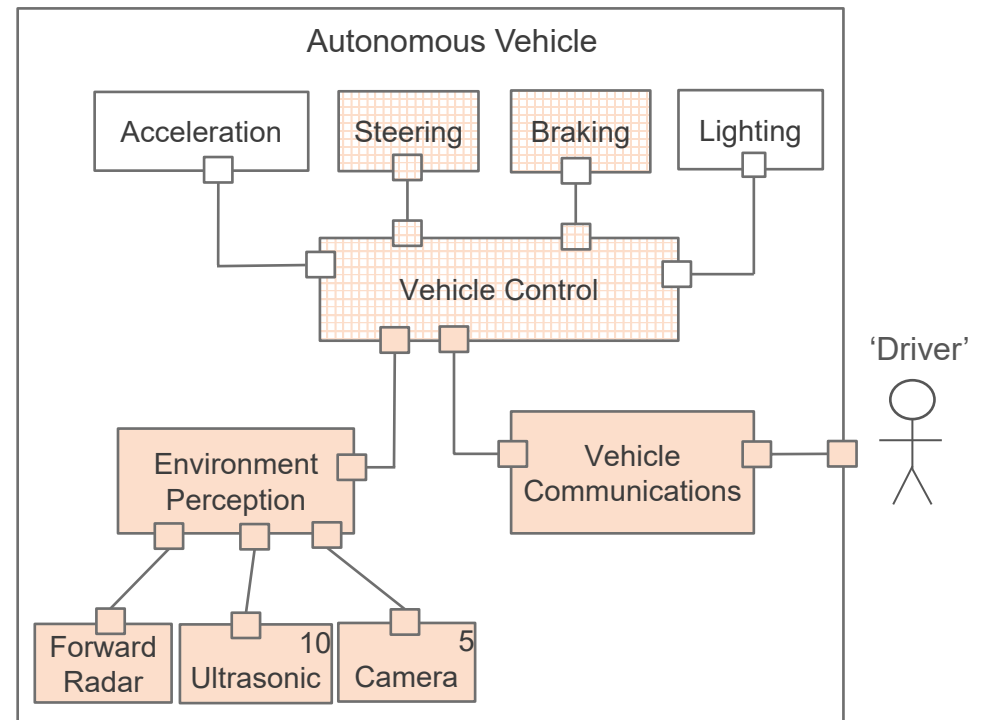 Autonomous Vehicle
Acceleration
Steering
Braking
Lighting
Vehicle Control
‘Driver’
Environment
Perception
Vehicle
Communications
Forward
Radar
10
Ultrasonic
5
Camera